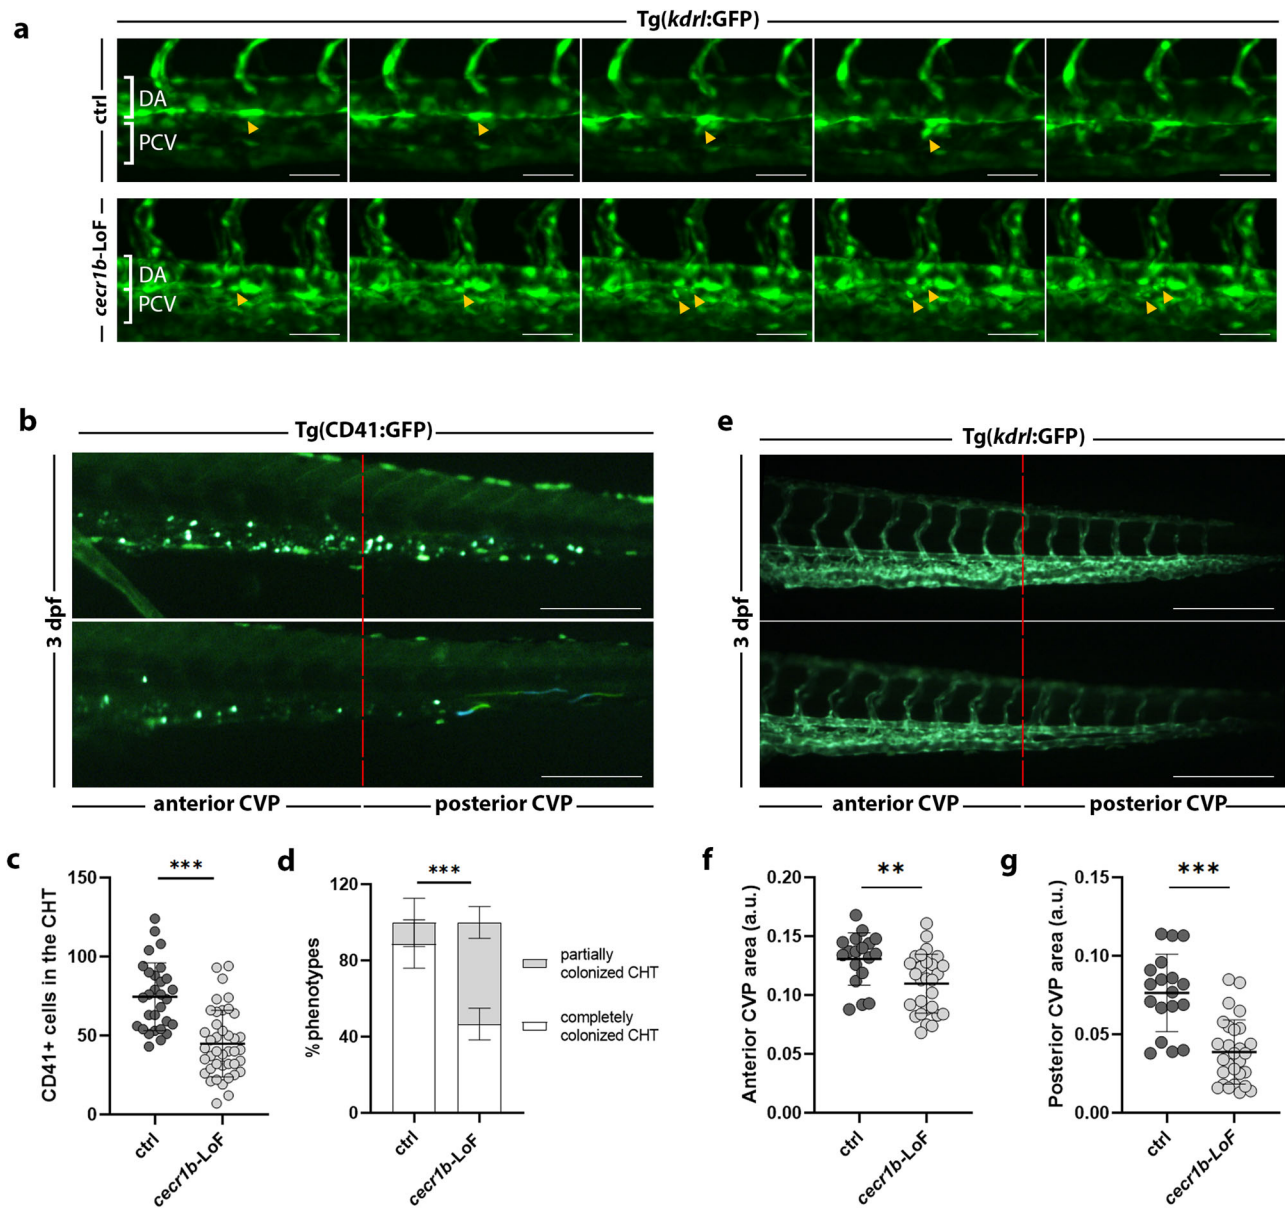 a
Tg(kdrl:GFP)
ctrl
DA
PCV
cecr1b-LoF
DA
PCV
b
Tg(CD41:GFP)
3 dpf
anterior CVP
posterior CVP
e
Tg(kdrl:GFP)
3 dpf
anterior CVP
posterior CVP
c
CD41+ cells in the CHT
150
100
50
0
***
ctrl
cecr1b-LoF
d
% phenotypes
120
80
40
0
***
ctrl
cecr1b-LoF
partially
colonized CHT
completely
colonized CHT
f
Anterior CVP area (a.u.)
0.20
0.15
0.10
0.05
0.00
**
ctrl
cecr1b-LoF
g
Posterior CVP area (a.u.)
0.15
0.10
0.05
0.00
***
ctrl
cecr1b-LoF